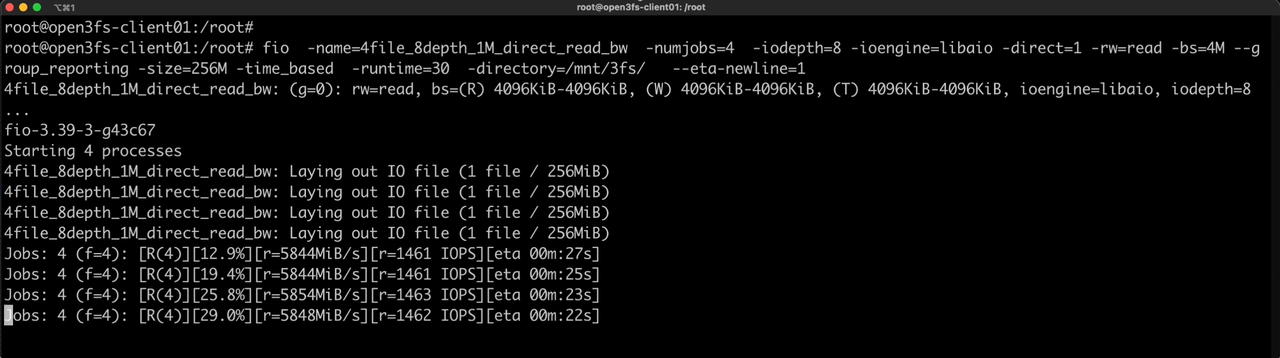 ⌥⌘1
root@open3fs-client01: /root
root@open3fs-client01:/root#
root@open3fs-client01:/root# fio  -name=4file_8depth_1M_direct_read_bw  -numjobs=4  -iodepth=8 -ioengine=libaio -direct=1 -rw=read -bs=4M --g
roup_reporting -size=256M -time_based  -runtime=30  -directory=/mnt/3fs/   --eta-newline=1
4file_8depth_1M_direct_read_bw: (g=0): rw=read, bs=(R) 4096KiB-4096KiB, (W) 4096KiB-4096KiB, (T) 4096KiB-4096KiB, ioengine=libaio, iodepth=8
...
fio-3.39-3-g43c67
Starting 4 processes
4file_8depth_1M_direct_read_bw: Laying out IO file (1 file / 256MiB)
4file_8depth_1M_direct_read_bw: Laying out IO file (1 file / 256MiB)
4file_8depth_1M_direct_read_bw: Laying out IO file (1 file / 256MiB)
4file_8depth_1M_direct_read_bw: Laying out IO file (1 file / 256MiB)
Jobs: 4 (f=4): [R(4)][12.9%][r=5844MiB/s][r=1461 IOPS][eta 00m:27s]
Jobs: 4 (f=4): [R(4)][19.4%][r=5844MiB/s][r=1461 IOPS][eta 00m:25s]
Jobs: 4 (f=4): [R(4)][25.8%][r=5854MiB/s][r=1463 IOPS][eta 00m:23s]
Jobs: 4 (f=4): [R(4)][29.0%][r=5848MiB/s][r=1462 IOPS][eta 00m:22s]